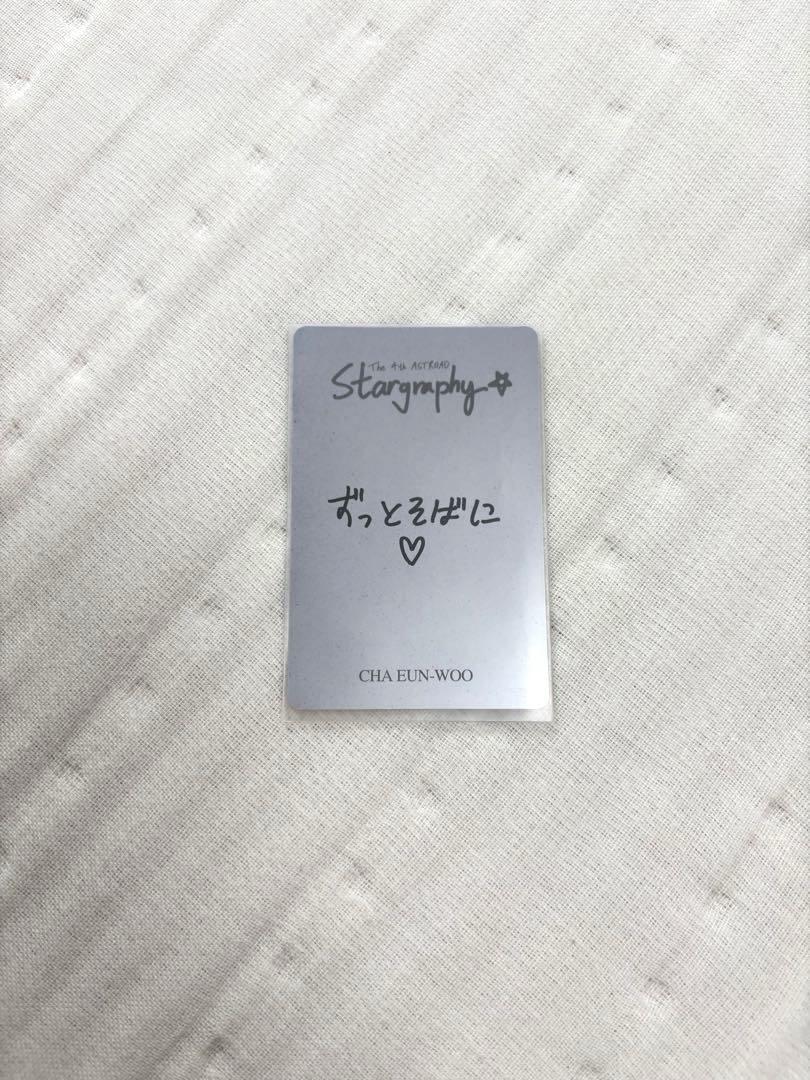 The 4th ASTROAD
Stargraphy☆
ずっとそばに
♡
CHA EUN-WOO